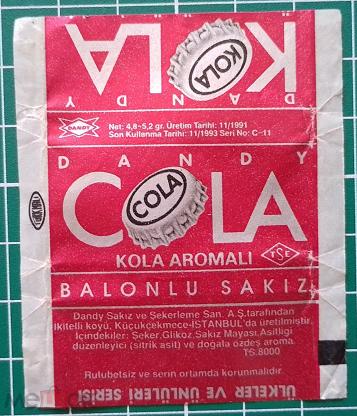 DANDY
KOLA
KOLA
DANDY
Net: 4,8-5,2 gr. Üretim Tarihi: 11/1991
Son Kullanma Tarihi: 11/1993 Seri No: C-11
DANDY
COLA
COLA
KOLA AROMALI
TSE
BALONLU SAKIZ
Dandy Sakız ve Şekerleme San. A.Ş. tarafından
İkitelli köyü, Küçükçekmece-İSTANBUL'da üretilmiştir.
İçindekiler: Şeker, Glikoz, Sakız Mayası, Asitliği
düzenleyici (sitrik asit) ve doğala özdeş aroma.
TS.8000
Rutubetsiz ve serin ortamda korunmalıdır.
ÜLKELER VE ÜNLÜLERİ SERİSİ